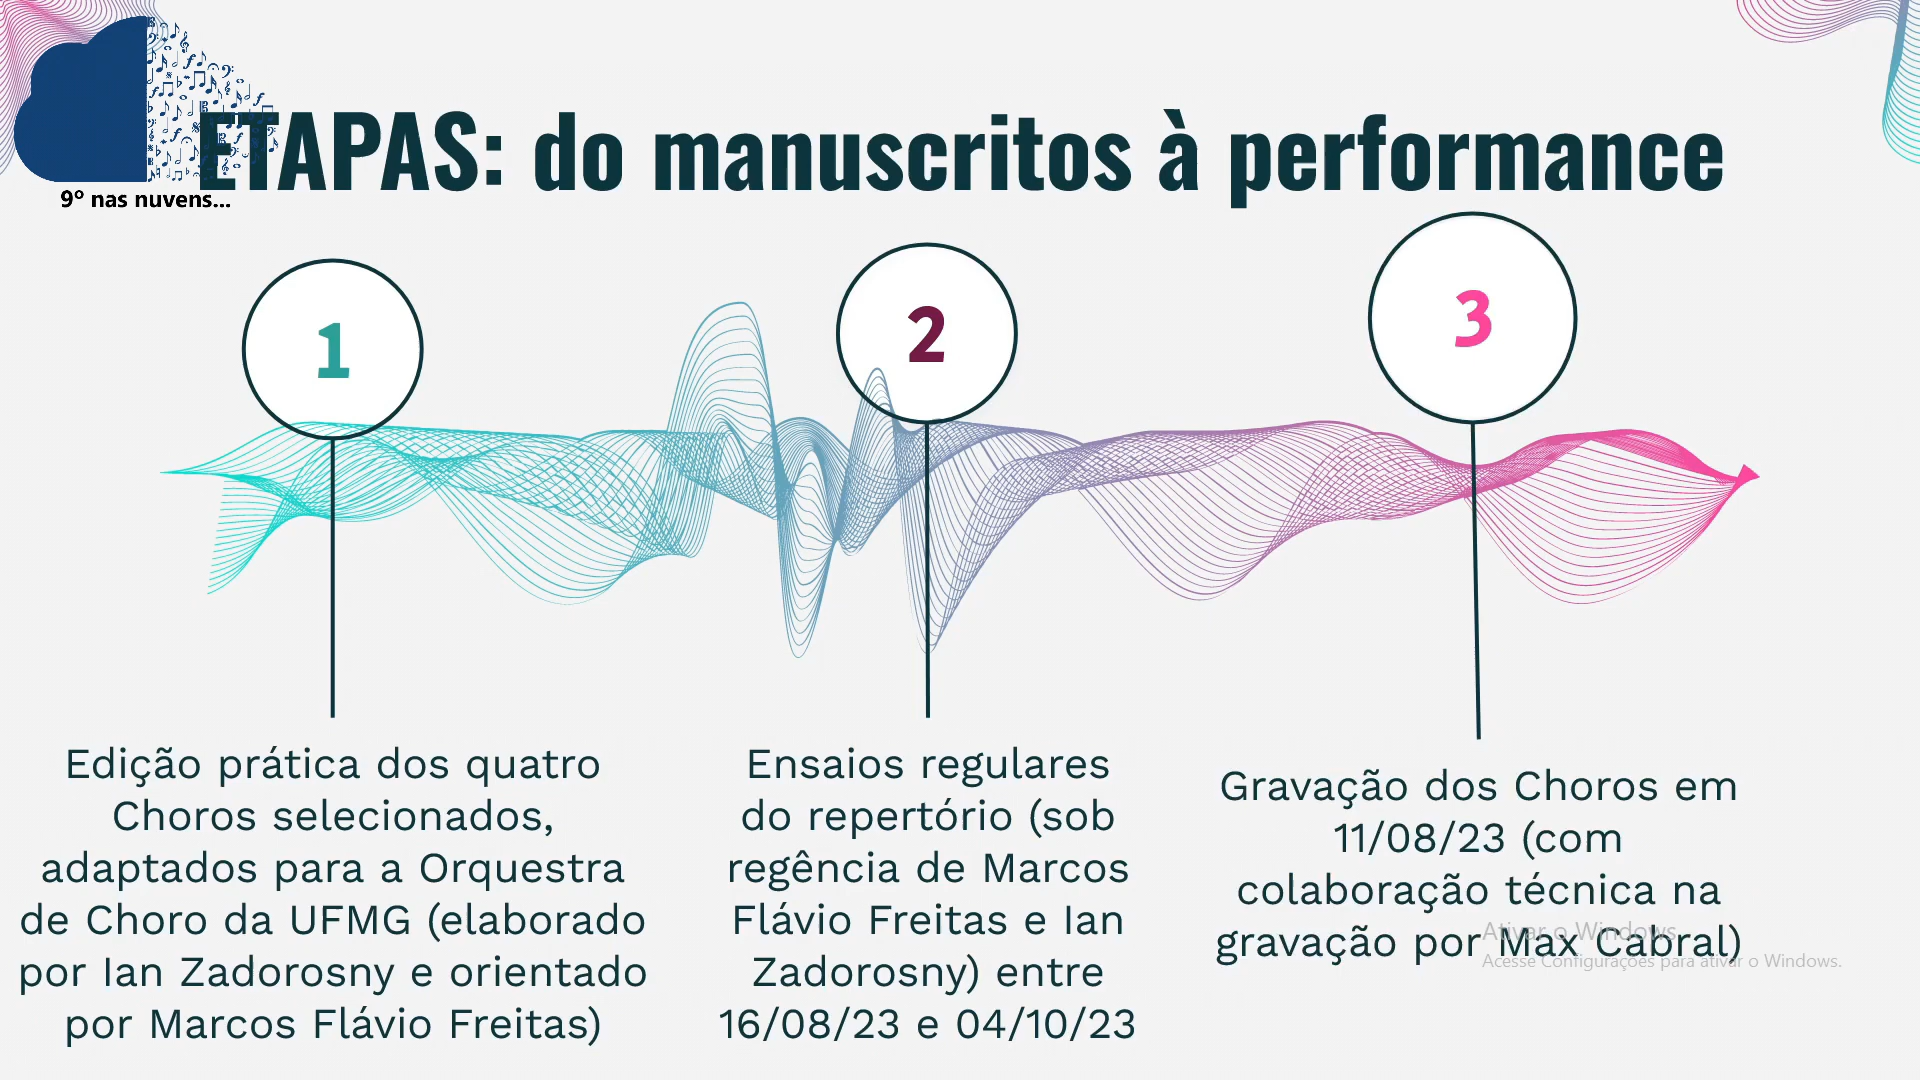 ETAPAS: do manuscritos à performance
9º nas nuvens...
1
2
3
Edição prática dos quatro
Choros selecionados,
adaptados para a Orquestra
de Choro da UFMG (elaborado
por Ian Zadorosny e orientado
por Marcos Flávio Freitas)
Ensaios regulares
do repertório (sob
regência de Marcos
Flávio Freitas e Ian
Zadorosny) entre
16/08/23 e 04/10/23
Gravação dos Choros em
11/08/23 (com
colaboração técnica na
gravação por Max Cabral)
Ativar o Windows
Acesse Configurações para ativar o Windows.